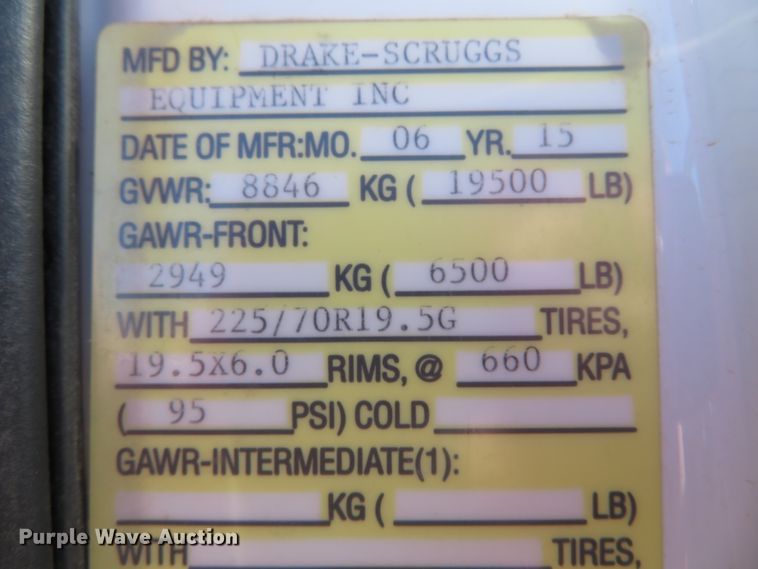 MFD BY: DRAKE-SCRUGGS
EQUIPMENT INC
DATE OF MFR:MO. 06 YR. 15
GVWR: 8846 KG ( 19500 LB)
GAWR-FRONT:
2949 KG ( 6500 LB)
WITH 225/70R19.5G TIRES,
19.5X6.0 RIMS, @ 660 KPA
( 95 PSI) COLD
GAWR-INTERMEDIATE(1):
KG ( LB)
WITH TIRES,
Purple Wave Auction